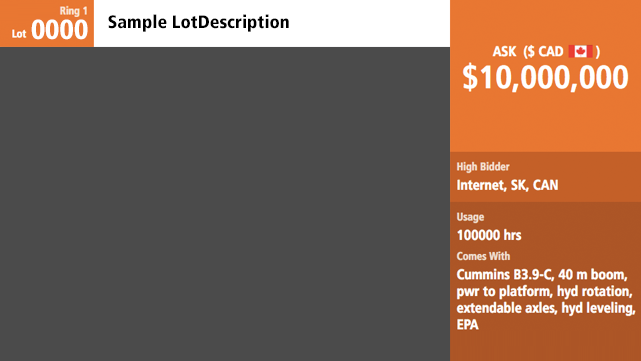 Ring 1
Lot 0000
Sample LotDescription
ASK ($ CAD )
$10,000,000
High Bidder
Internet, SK, CAN
Usage
100000 hrs
Comes With
Cummins B3.9-C, 40 m boom,
pwr to platform, hyd rotation,
extendable axles, hyd leveling,
EPA